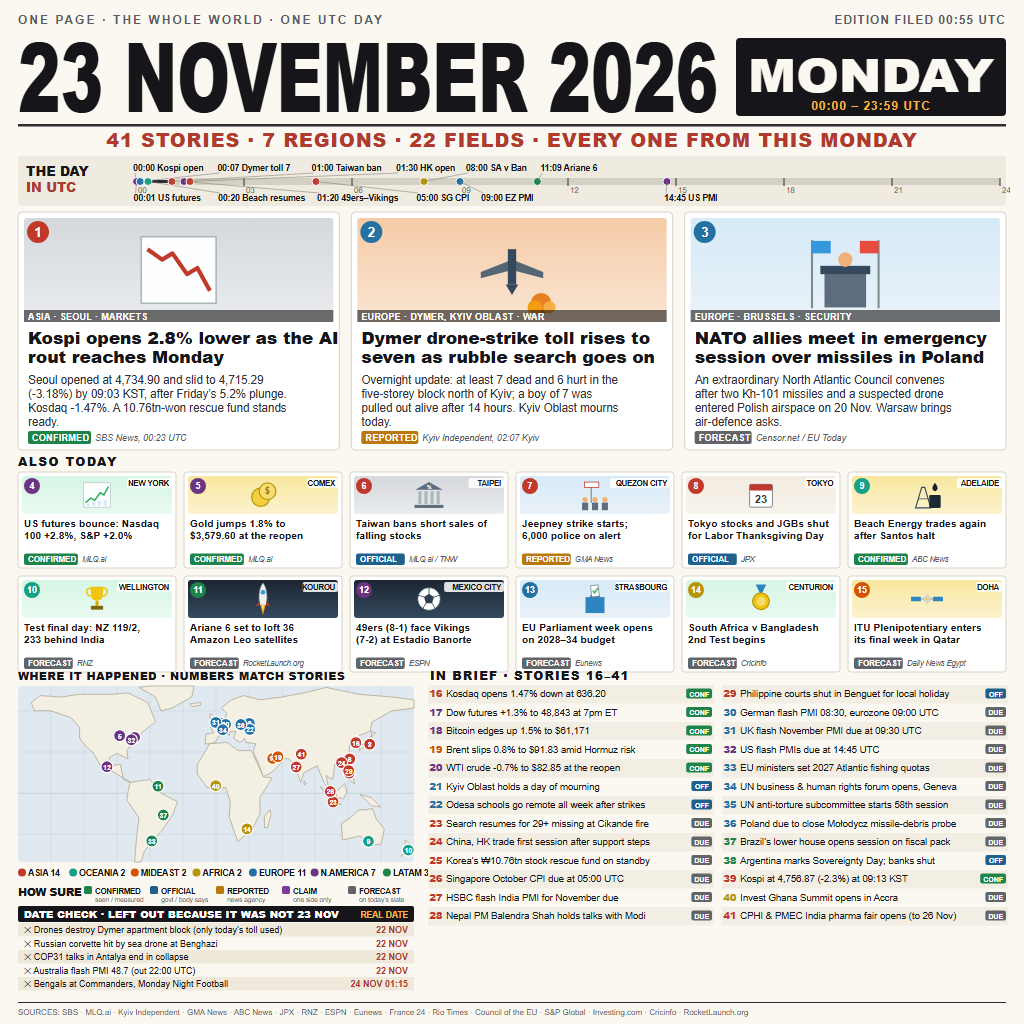 ONE PAGE · THE WHOLE WORLD · ONE UTC DAY
EDITION FILED 00:55 UTC
23 NOVEMBER 2026
MONDAY
00:00 – 23:59 UTC
41 STORIES · 7 REGIONS · 22 FIELDS · EVERY ONE FROM THIS MONDAY
THE DAY
IN UTC
00:00 Kospi open
00:07 Dymer toll 7
01:00 Taiwan ban
01:30 HK open
08:00 SA v Ban
11:09 Ariane 6
00
03
06
09
12
15
18
21
24
00:01 US futures
00:20 Beach resumes
01:20 49ers–Vikings
05:00 SG CPI
09:00 EZ PMI
14:45 US PMI
1
ASIA · SEOUL · MARKETS
Kospi opens 2.8% lower as the AI
rout reaches Monday
Seoul opened at 4,734.90 and slid to 4,715.29
(-3.18%) by 09:03 KST, after Friday's 5.2% plunge.
Kosdaq -1.47%. A 10.76tn-won rescue fund stands
ready.
CONFIRMED SBS News, 00:23 UTC
2
EUROPE · DYMER, KYIV OBLAST · WAR
Dymer drone-strike toll rises to
seven as rubble search goes on
Overnight update: at least 7 dead and 6 hurt in the
five-storey block north of Kyiv; a boy of 7 was
pulled out alive after 14 hours. Kyiv Oblast mourns
today.
REPORTED Kyiv Independent, 02:07 Kyiv
3
EUROPE · BRUSSELS · SECURITY
NATO allies meet in emergency
session over missiles in Poland
An extraordinary North Atlantic Council convenes
after two Kh-101 missiles and a suspected drone
entered Polish airspace on 20 Nov. Warsaw brings
air-defence asks.
FORECAST Censor.net / EU Today
ALSO TODAY
4
NEW YORK
US futures bounce: Nasdaq
100 +2.8%, S&P +2.0%
CONFIRMED MLQ.ai
5
COMEX
$
Gold jumps 1.8% to
$3,579.60 at the reopen
CONFIRMED MLQ.ai
6
TAIPEI
Taiwan bans short sales of
falling stocks
OFFICIAL MLQ.ai / TNW
7
QUEZON CITY
Jeepney strike starts;
6,000 police on alert
REPORTED GMA News
8
TOKYO
23
Tokyo stocks and JGBs shut
for Labor Thanksgiving Day
OFFICIAL JPX
9
ADELAIDE
Beach Energy trades again
after Santos halt
CONFIRMED ABC News
10
WELLINGTON
Test final day: NZ 119/2,
233 behind India
FORECAST RNZ
11
KOUROU
Ariane 6 set to loft 36
Amazon Leo satellites
FORECAST RocketLaunch.org
12
MEXICO CITY
49ers (8-1) face Vikings
(7-2) at Estadio Banorte
FORECAST ESPN
13
STRASBOURG
EU Parliament week opens
on 2028–34 budget
FORECAST Eunews
14
CENTURION
South Africa v Bangladesh
2nd Test begins
FORECAST Cricinfo
15
DOHA
ITU Plenipotentiary enters
its final week in Qatar
FORECAST Daily News Egypt
WHERE IT HAPPENED · NUMBERS MATCH STORIES
5
32
12
11
37
38
40
14
41
27
26
23
16
3
9
10
22
ASIA 14
OCEANIA 2
MIDEAST 2
AFRICA 2
EUROPE 11
N.AMERICA 7
LATAM 3
HOW SURE
CONFIRMED
seen / measured
OFFICIAL
govt / body says
REPORTED
news agency
CLAIM
one side only
FORECAST
on today's slate
DATE CHECK · LEFT OUT BECAUSE IT WAS NOT 23 NOV REAL DATE
× Drones destroy Dymer apartment block (only today's toll used) 22 NOV
× Russian corvette hit by sea drone at Benghazi 22 NOV
× COP31 talks in Antalya end in collapse 22 NOV
× Australia flash PMI 48.7 (out 22:00 UTC) 22 NOV
× Bengals at Commanders, Monday Night Football 24 NOV 01:15
IN BRIEF · STORIES 16–41
16 Kosdaq opens 1.47% down at 636.20 CONF
17 Dow futures +1.3% to 48,843 at 7pm ET CONF
18 Bitcoin edges up 1.5% to $61,171 CONF
19 Brent slips 0.8% to $91.83 amid Hormuz risk CONF
20 WTI crude -0.7% to $82.85 at the reopen CONF
21 Kyiv Oblast holds a day of mourning OFF
22 Odesa schools go remote all week after strikes OFF
23 Search resumes for 29+ missing at Cikande fire DUE
24 China, HK trade first session after support steps DUE
25 Korea's ₩10.76tn stock rescue fund on standby DUE
26 Singapore October CPI due at 05:00 UTC DUE
27 HSBC flash India PMI for November due DUE
28 Nepal PM Balendra Shah holds talks with Modi DUE
29 Philippine courts shut in Benguet for local holiday OFF
30 German flash PMI 08:30, eurozone 09:00 UTC DUE
31 UK flash November PMI due at 09:30 UTC DUE
32 US flash PMIs due at 14:45 UTC DUE
33 EU ministers set 2027 Atlantic fishing quotas DUE
34 UN business & human rights forum opens, Geneva DUE
35 UN anti-torture subcommittee starts 58th session DUE
36 Poland due to close Mołodycz missile-debris probe DUE
37 Brazil's lower house opens session on fiscal pack DUE
38 Argentina marks Sovereignty Day; banks shut OFF
39 Kospi at 4,756.87 (-2.3%) at 09:13 KST CONF
40 Invest Ghana Summit opens in Accra DUE
41 CPHI & PMEC India pharma fair opens (to 26 Nov) DUE
SOURCES: SBS · MLQ.ai · Kyiv Independent · GMA News · ABC News · JPX · RNZ · ESPN · Eunews · France 24 · Rio Times · Council of the EU · S&P Global · Investing.com · Cricinfo · RocketLaunch.org